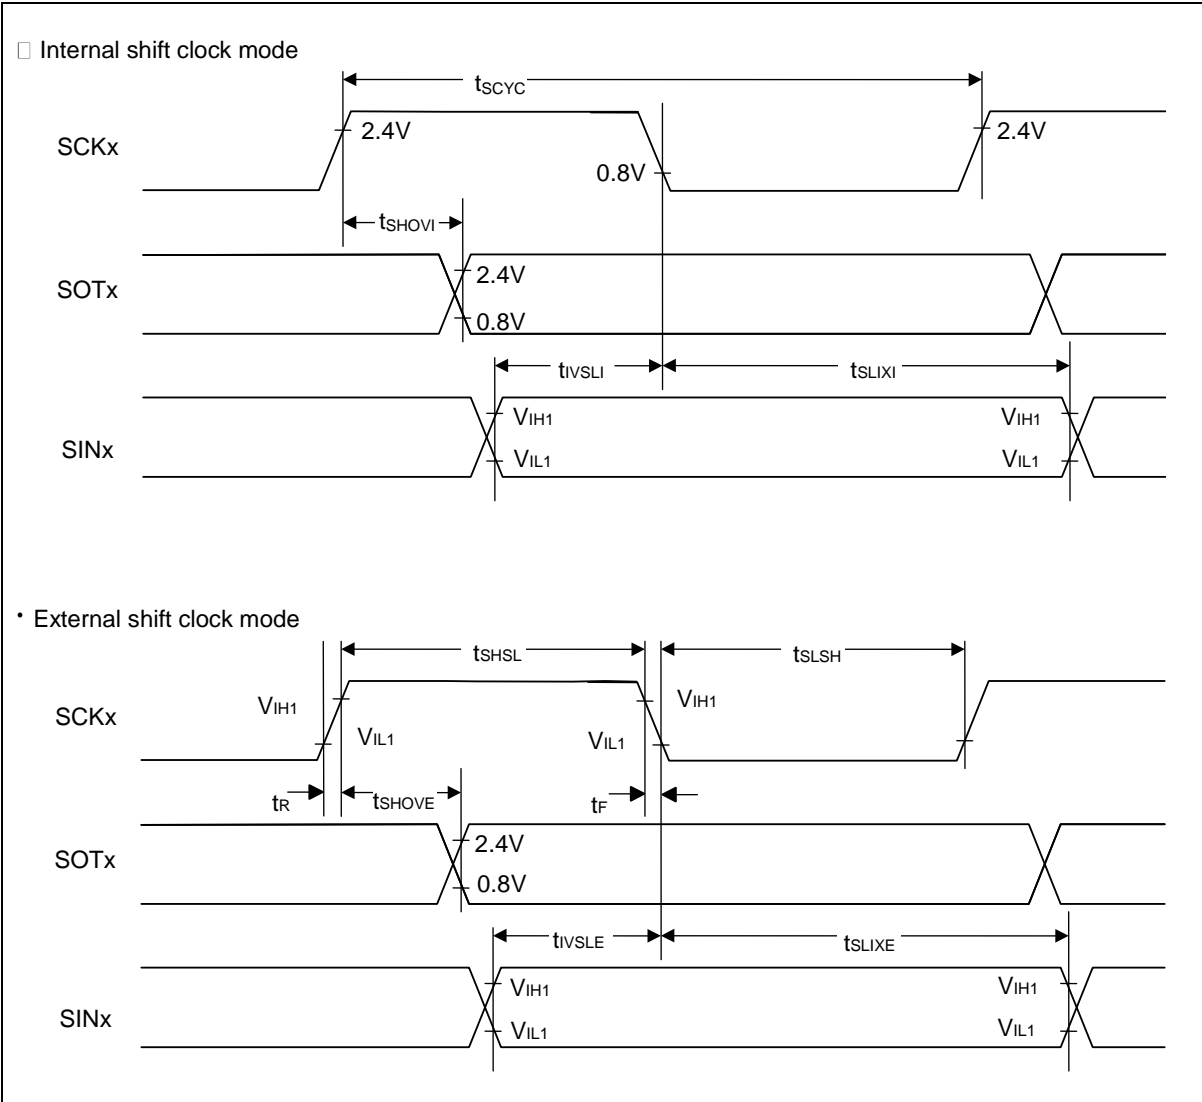 □ Internal shift clock mode
tSCYC
SCKx
2.4V
0.8V
2.4V
tSHOVI
SOTx
2.4V
0.8V
tIVSLI
tSLIXI
SINx
VIH1
VIL1
VIH1
VIL1
• External shift clock mode
tSHSL
tSLSH
SCKx
VIH1
VIL1
VIL1
VIH1
tR
tSHOVE
tF
SOTx
2.4V
0.8V
tIVSLE
tSLIXE
SINx
VIH1
VIL1
VIH1
VIL1